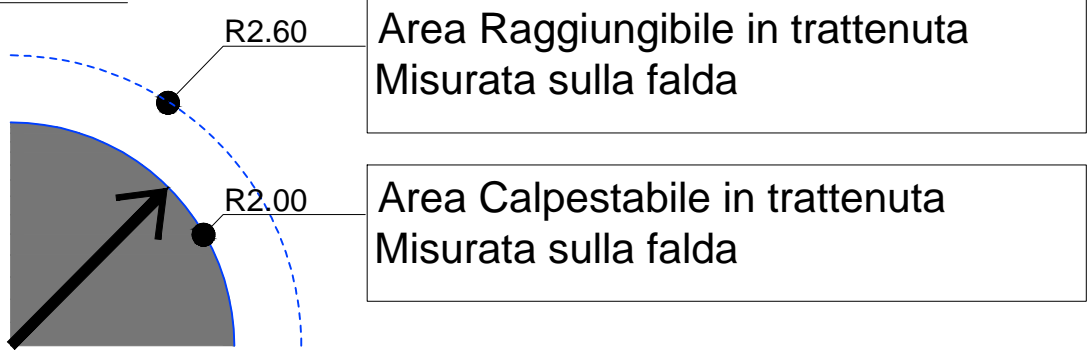 R2.60
Area Raggiungibile in trattenuta
Misurata sulla falda
R2.00
Area Calpestabile in trattenuta
Misurata sulla falda